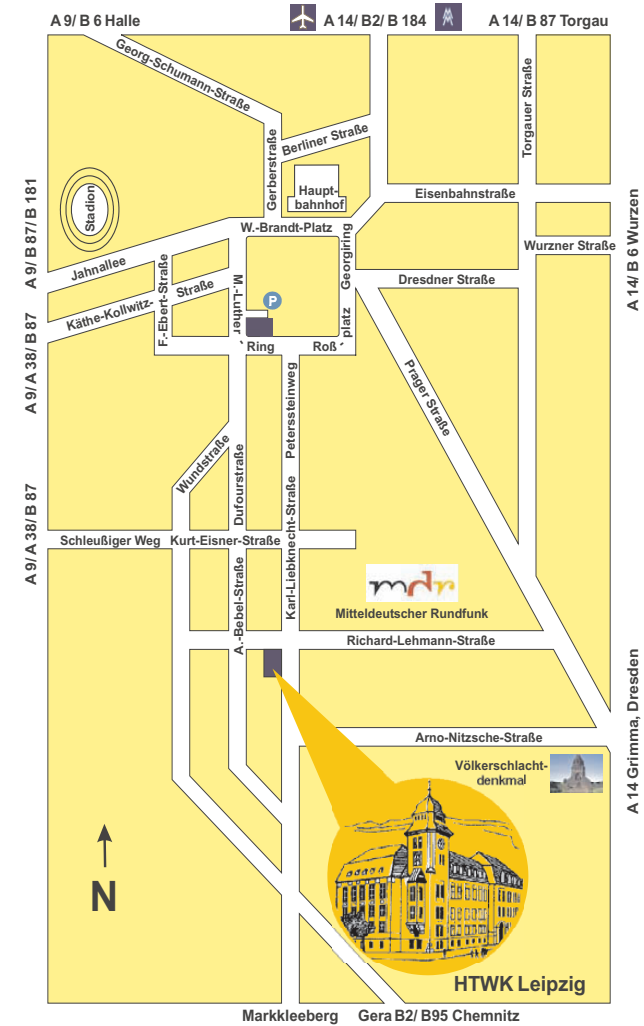 A 9/ B 6 Halle
A 14/ B2/ B 184
A 14/ B 87 Torgau
Georg-Schumann-Straße
Berliner Straße
Gerberstraße
Torgauer Straße
Haupt-
bahnhof
Eisenbahnstraße
Stadion
A 9/ B 87/ B 181
A 14/ B 6 Wurzen
W.-Brandt-Platz
Georgiring
Wurzner Straße
Jahnallee
F.-Ebert-Straße
Dresdner Straße
Käthe-Kollwitz-
Straße
M.-Luther
P
platz
A 9/ A 38/ B 87
- Ring
Roß -
Prager Straße
Peterssteinweg
Wundstraße
Dufourstraße
Karl-Liebknecht-Straße
A 9/ A 38/ B 87
Schleußiger Weg
Kurt-Eisner-Straße
A.-Bebel-Straße
mdr
Mitteldeutscher Rundfunk
Richard-Lehmann-Straße
A 14 Grimma, Dresden
Arno-Nitzsche-Straße
Völkerschlacht-
denkmal
N
HTWK Leipzig
Markkleeberg
Gera B2/ B95 Chemnitz